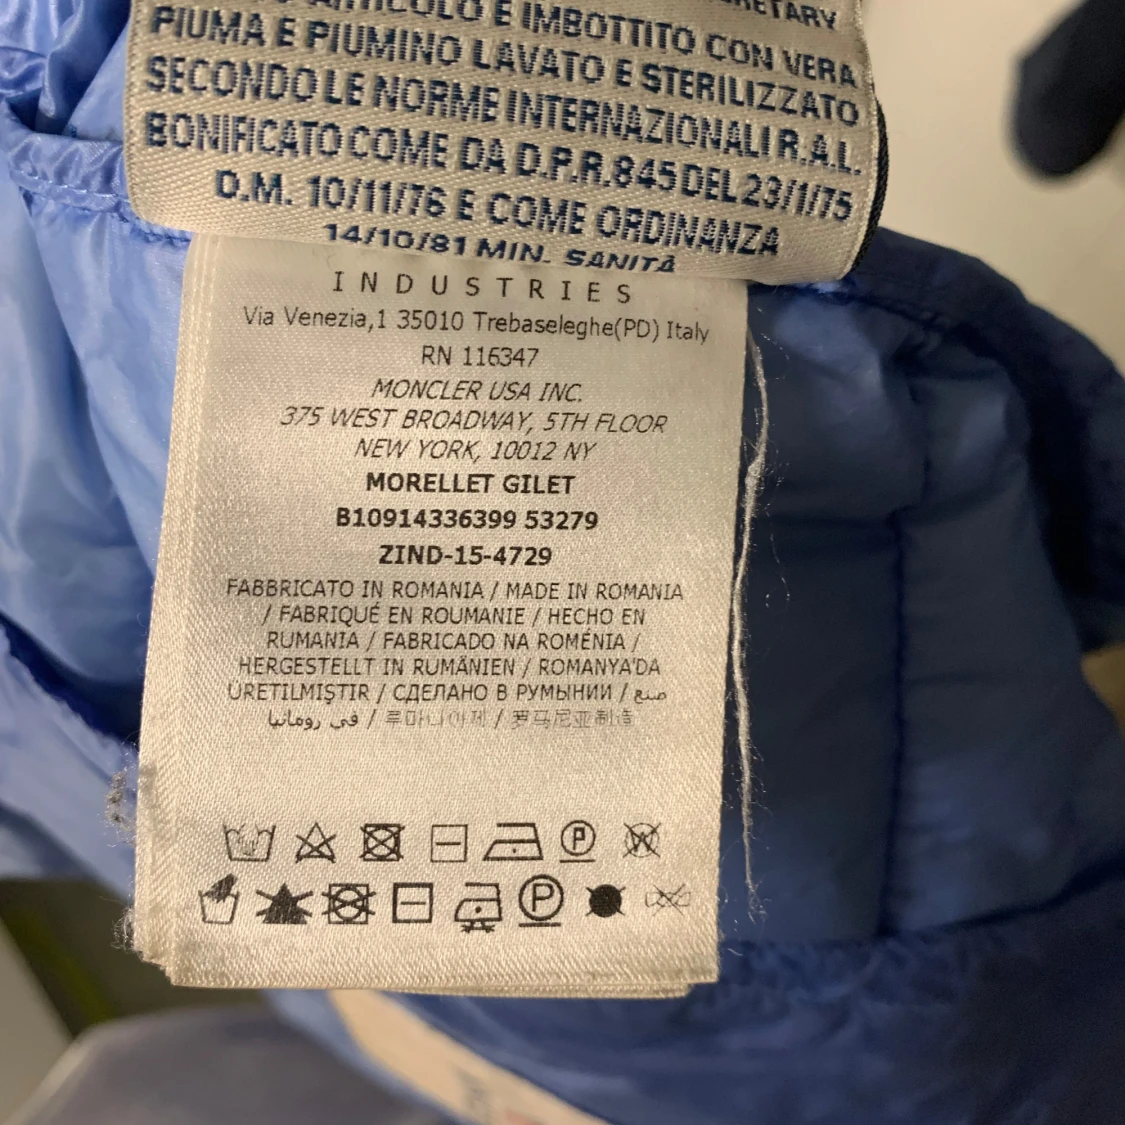 ARTICOLO E IMBOTTITO CON VERA
PIUMA E PIUMINO LAVATO E STERILIZZATO
SECONDO LE NORME INTERNAZIONALI R.A.L.
BONIFICATO COME DA D.P.R.845 DEL 23/1/75
D.M. 10/11/76 E COME ORDINANZA
14/10/81 MIN. SANITÀ
INDUSTRIES
Via Venezia,1 35010 Trebaseleghe(PD) Italy
RN 116347
MONCLER USA INC.
375 WEST BROADWAY, 5TH FLOOR
NEW YORK, 10012 NY
MORELLET GILET
B10914336399 53279
ZIND-15-4729
FABBRICATO IN ROMANIA / MADE IN ROMANIA
/ FABRIQUÉ EN ROUMANIE / HECHO EN
RUMANIA / FABRICADO NA ROMÉNIA /
HERGESTELLT IN RUMÄNIEN / ROMANYA'DA
ÜRETILMIŞTIR / СДЕЛАНО В РУМЫНИИ / صنع
في رومانيا / 루마니아제 / 罗马尼亚制造